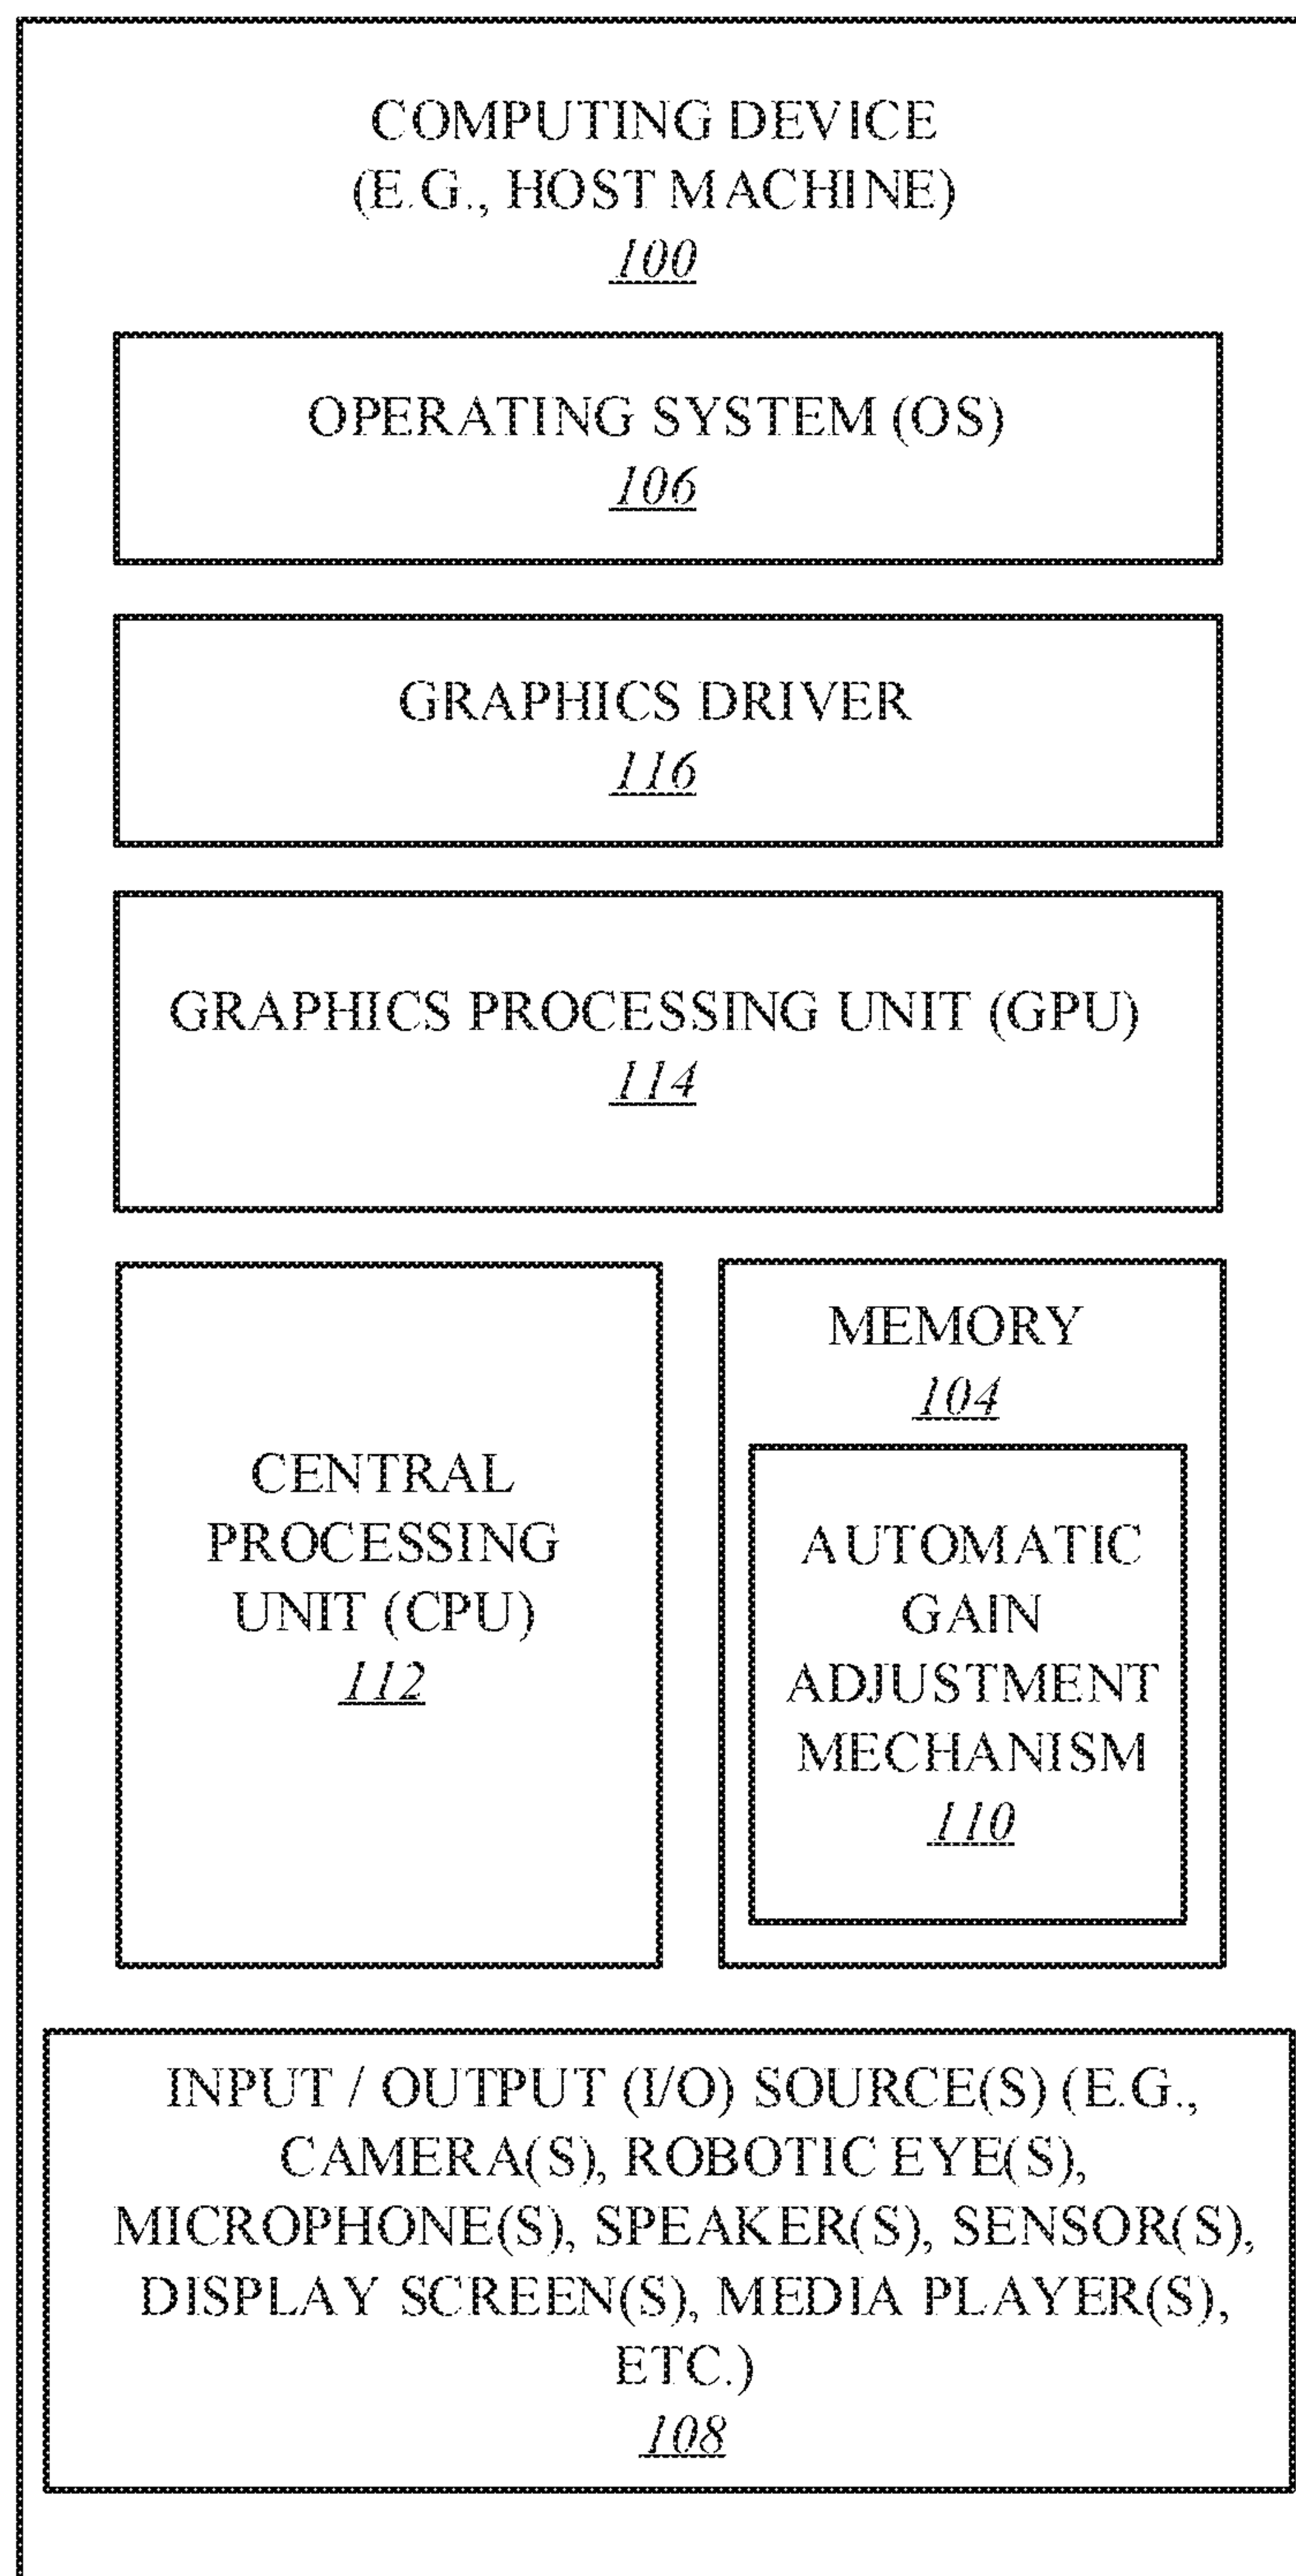 COMPUTING DEVICE
(E.G., HOST MACHINE)
100
OPERATING SYSTEM (OS)
106
GRAPHICS DRIVER
116
GRAPHICS PROCESSING UNIT (GPU)
114
CENTRAL
PROCESSING
UNIT (CPU)
112
MEMORY
104
AUTOMATIC
GAIN
ADJUSTMENT
MECHANISM
110
INPUT / OUTPUT (I/O) SOURCE(S) (E.G.,
CAMERA(S), ROBOTIC EYE(S),
MICROPHONE(S), SPEAKER(S), SENSOR(S),
DISPLAY SCREEN(S), MEDIA PLAYER(S),
ETC.)
108